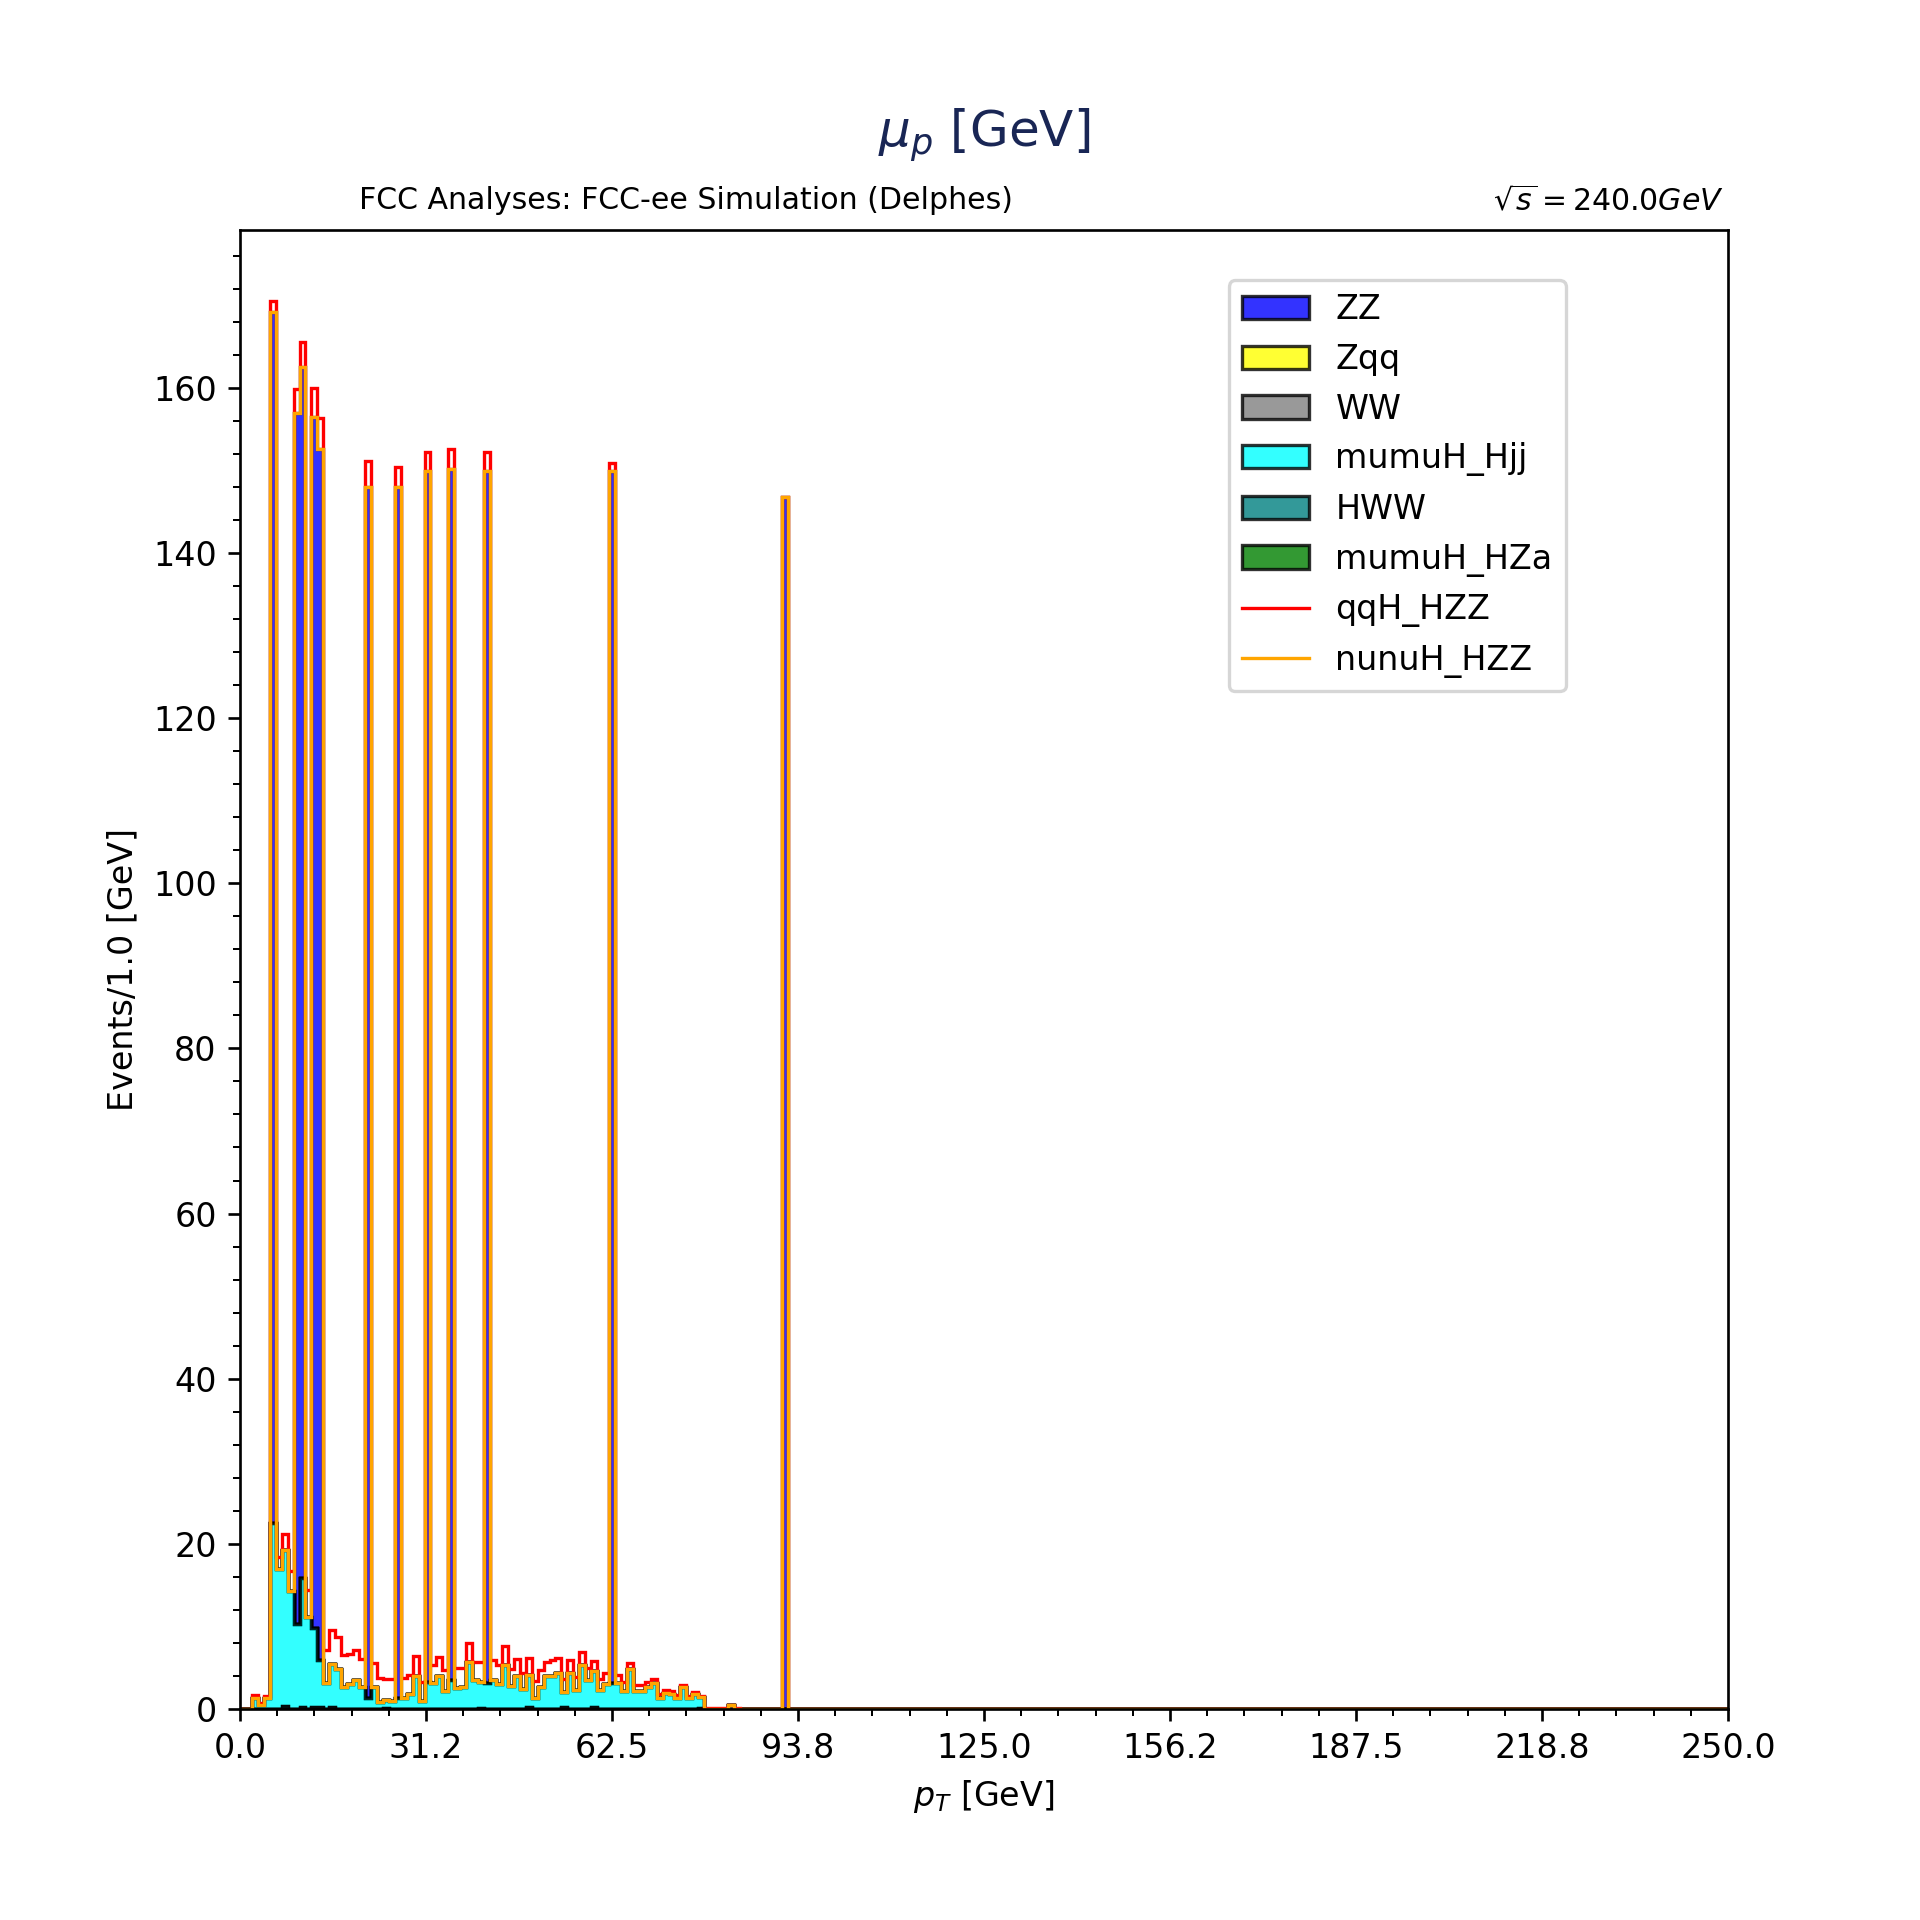 μp [GeV]
FCC Analyses: FCC-ee Simulation (Delphes)
√s = 240.0GeV
ZZ
Zqq
WW
mumuH_Hjj
HWW
mumuH_HZa
qqH_HZZ
nunuH_HZZ
160
140
120
100
80
60
40
20
0
Events/1.0 [GeV]
0.0 31.2 62.5 93.8 125.0 156.2 187.5 218.8 250.0
pT [GeV]